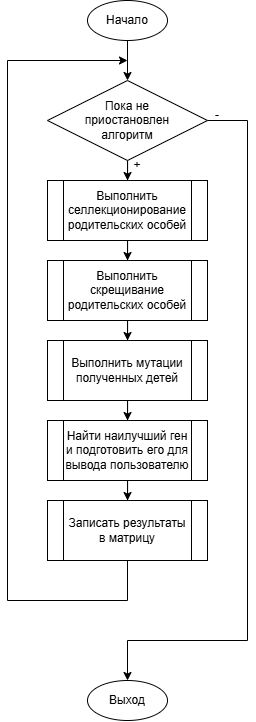 Начало
Пока не
приостановлен
алгоритм
-
+
Выполнить
селлекционирование
родительских особей
Выполнить
скрещивание
родительских особей
Выполнить мутации
полученных детей
Найти наилучший ген
и подготовить его для
вывода пользователю
Записать результаты
в матрицу
Выход